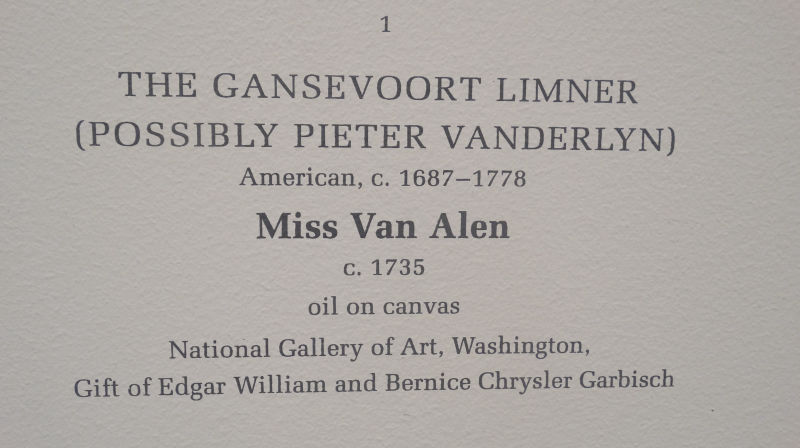 1
THE GANSEVOORT LIMNER
(POSSIBLY PIETER VANDERLYN)
American, c. 1687–1778
Miss Van Alen
c. 1735
oil on canvas
National Gallery of Art, Washington,
Gift of Edgar William and Bernice Chrysler Garbisch